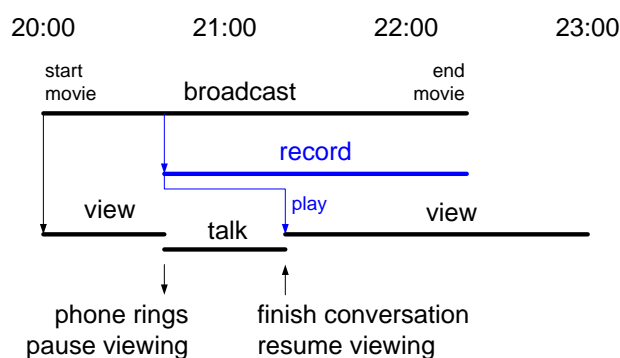 20:00 21:00 22:00 23:00
start
movie
broadcast
end
movie
record
play
view
talk
view
phone rings
pause viewing
finish conversation
resume viewing